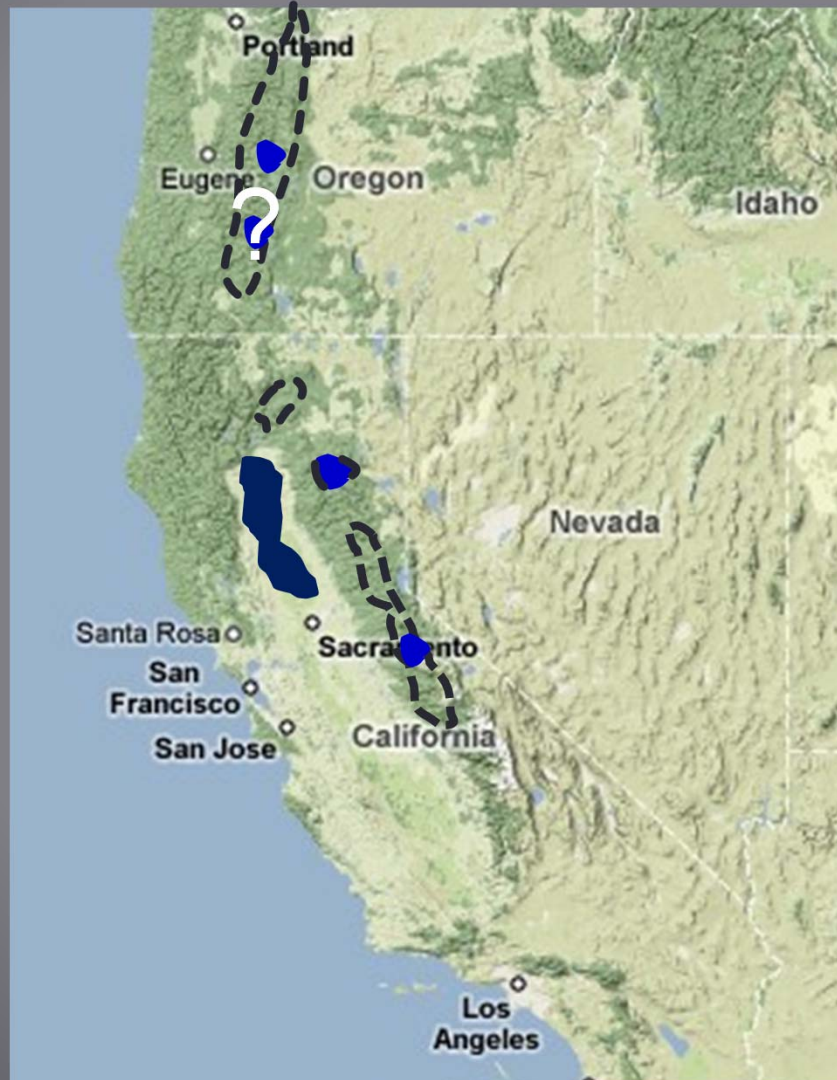 Portland
Eugene
Oregon
Idaho
?
Nevada
Santa Rosa
Sacramento
San
Francisco
San Jose
California
Los
Angeles